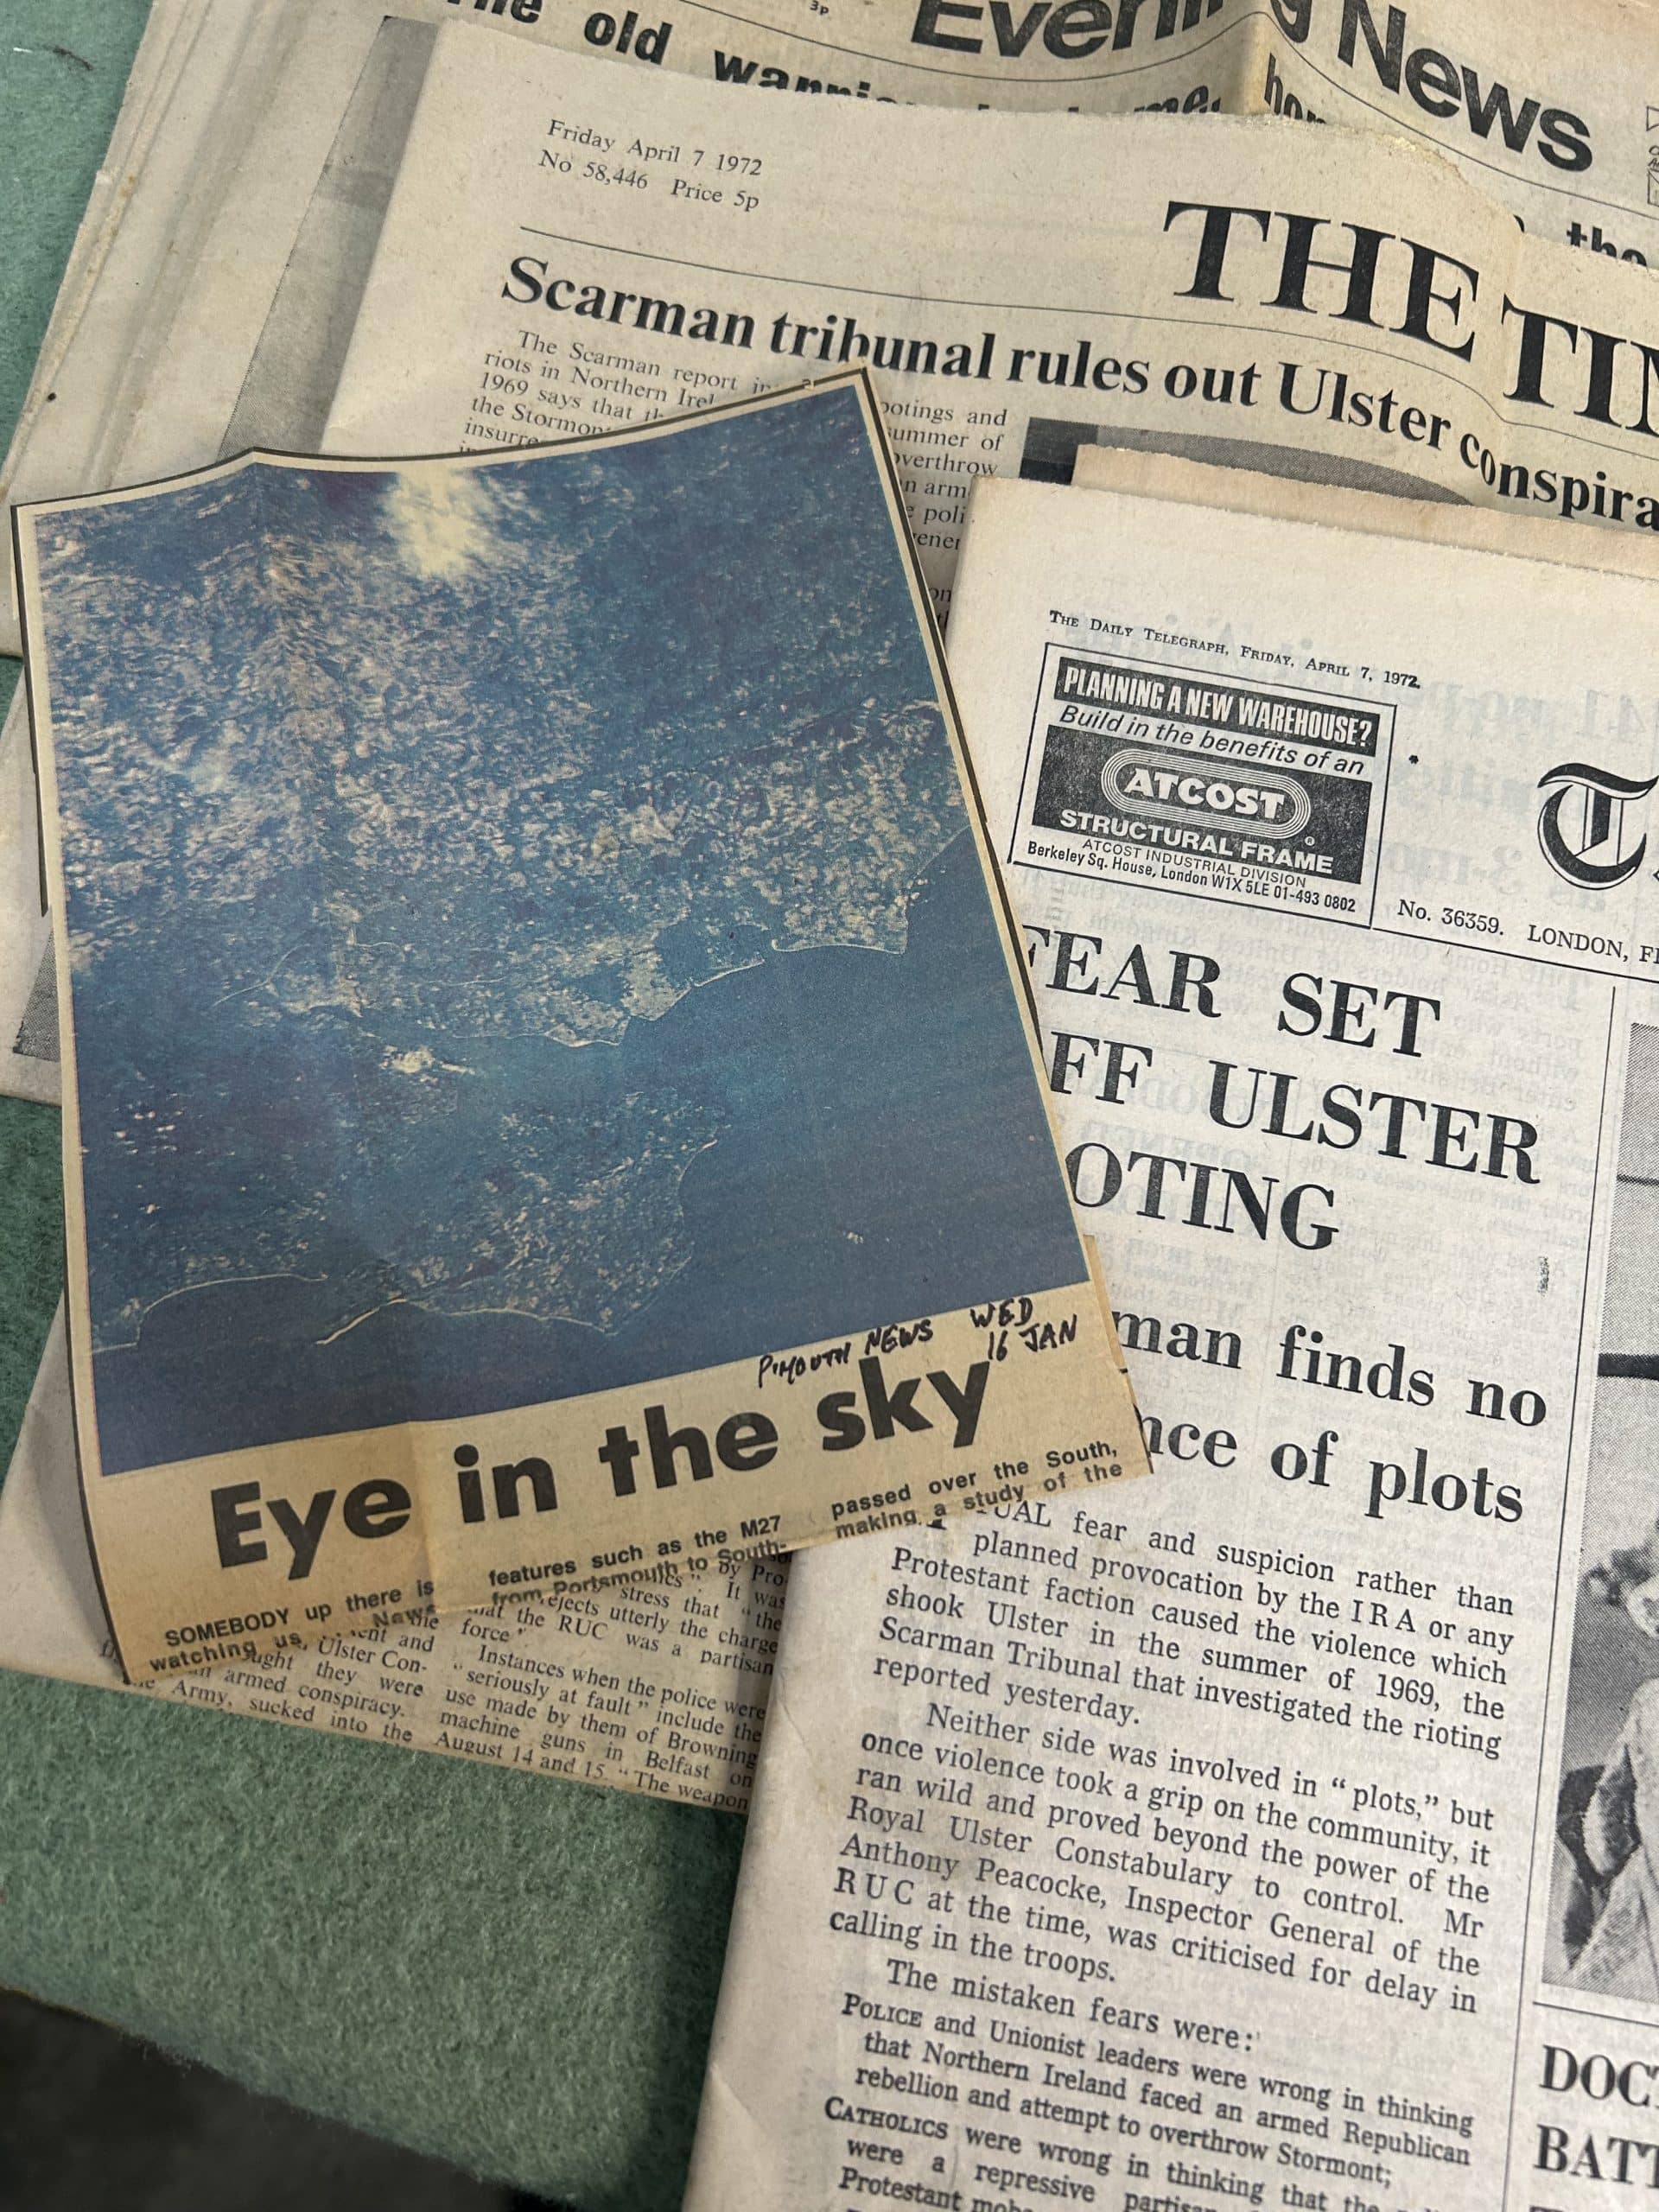 3p
Evening News
old
Friday April 7 1972
No 58,446 Price 5p
THE
the
Scarman tribunal rules out Ulster
The Scarman report
riots in Northern
1969 says that
the
ootings and
summer of
overthrow
arm
THE DAILY TELEGRAPH, FRIDAY, APRIL 7, 1972
PLANNING A NEW WAREHOUSE?
Build in the benefits of an
ATCOST
STRUCTURAL FRAME
ATCOST INDUSTRIAL DIVISION
Berkeley Sq. House, London W1X 5LE 01-493 0802
No. 36359. LONDON,
FEAR SET
FF ULSTER
OTING
man finds no
nce of plots
UAL fear and suspicion rather than
planned provocation by the I R A or any
Protestant faction caused the violence which
shook Ulster in the summer of 1969, the
Scarman Tribunal that investigated the rioting
reported yesterday.
Neither side was involved in “plots,” but
once violence took a grip on the community, it
ran wild and proved beyond the power of the
Royal Ulster Constabulary to control. Mr
Anthony Peacocke, Inspector General of the
R U C at the time, was criticised for delay in
calling in the troops.
The mistaken fears were:
POLICE and Unionist leaders were wrong in thinking
that Northern Ireland faced an armed Republican
rebellion and attempt to overthrow Stormont;
CATHOLICS were wrong in thinking that the
were a repressive
Protestant
P'MOUTH NEWS WED
16 JAN
Eye in the sky
SOMEBODY up there is
watching us, News
features such as the M27
from Portsmouth to South-
passed over the South,
making a study of the
and
they were
Ulster Con-
armed conspiracy.
Army, sucked into the
by Pro-
stress that “the
It was
rejects utterly the charge
the RUC was a partisan
force”.
Instances when the police were
“seriously at fault” include the
use made by them of Browning
machine guns in Belfast on
August 14 and 15. “The weapon